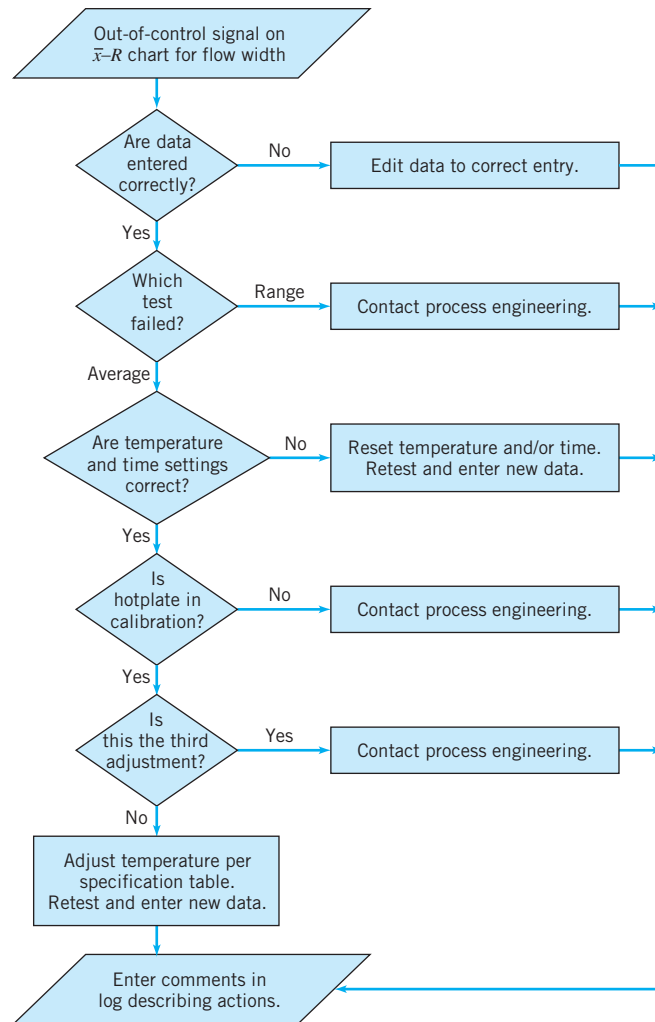 Out-of-control signal on
x̄–R chart for flow width
Are data
entered
correctly?
No
Edit data to correct entry.
Yes
Which
test
failed?
Range
Contact process engineering.
Average
Are temperature
and time settings
correct?
No
Reset temperature and/or time.
Retest and enter new data.
Yes
Is
hotplate in
calibration?
No
Contact process engineering.
Yes
Is
this the third
adjustment?
Yes
Contact process engineering.
No
Adjust temperature per
specification table.
Retest and enter new data.
Enter comments in
log describing actions.